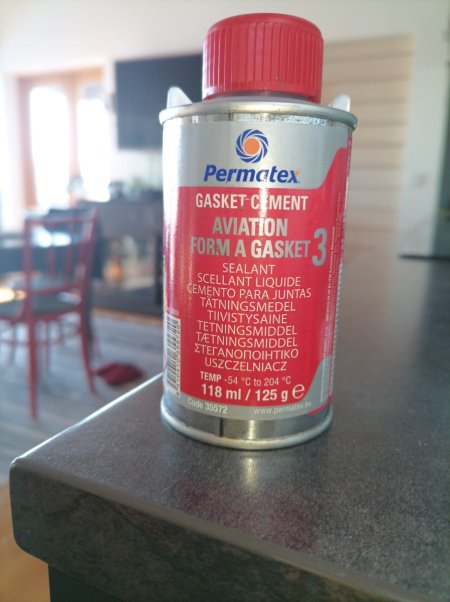 Permatex
GASKET CEMENT
AVIATION
FORM A GASKET 3
SEALANT
SCELLANT LIQUIDE
CEMENTO PARA JUNTAS
TÄTNINGSMEDEL
TIIVISTYSAINE
TETNINGSMIDDEL
TÆTNINGSMIDDEL
ΣΤΕΓΑΝΟΠΟΙΗΤΙΚΟ
USZCZELNIACZ
TEMP -54 °C to 204 °C
118 ml / 125 g e
Code 35572 www.permatex.eu